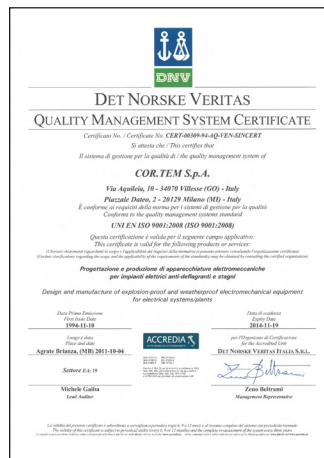 DNV
DET NORSKE VERITAS
QUALITY MANAGEMENT SYSTEM CERTIFICATE
Certificato No. / Certificate No. CERT-00309-94-AQ-VEN-SINCERT
Si attesta che / This certifies that
Il sistema di gestione per la qualità di / the quality management system of
COR.TEM S.p.A.
Via Aquileia, 10 - 34070 Villesse (GO) - Italy
Piazzale Dateo, 2 - 20129 Milano (MI) - Italy
È conforme ai requisiti della norma per i sistemi di gestione per la qualità
Conforms to the quality management systems standard
UNI EN ISO 9001:2008 (ISO 9001:2008)
Questa certificazione è valida per il seguente campo applicativo:
This certificate is valid for the following products or services:
Progettazione e produzione di apparecchiature elettromeccaniche
per impianti elettrici anti-deflagranti e stagni
Design and manufacture of explosion-proof and weatherproof electromechanical equipment
for electrical systems/plants
Data Prima Emissione
First Issue Date
1994-11-10
Data di scadenza
Expiry Date
2014-11-19
Luogo e data
Place and date
Agrate Brianza, (MB) 2011-10-04
ACCREDIA
per l'Organismo di Certificazione
for the Accredited Unit
DET NORSKE VERITAS ITALIA S.R.L.
Settore EA: 19
Michele Gaiba
Lead Auditor
Zeno Beltrami
Management Representative